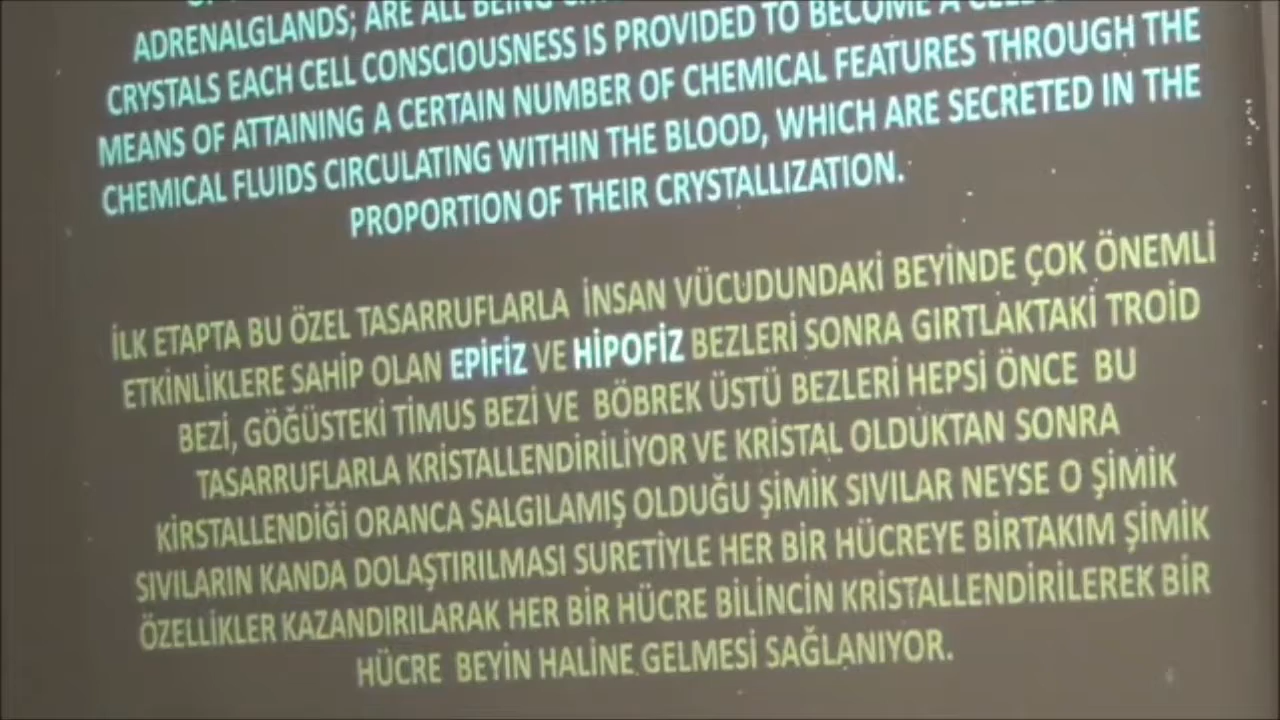 ADRENALGLANDS; ARE ALL BEING
CRYSTALS EACH CELL CONSCIOUSNESS IS PROVIDED TO BECOME A CELL
MEANS OF ATTAINING A CERTAIN NUMBER OF CHEMICAL FEATURES THROUGH THE
CHEMICAL FLUIDS CIRCULATING WITHIN THE BLOOD, WHICH ARE SECRETED IN THE
PROPORTION OF THEIR CRYSTALLIZATION.
İLK ETAPTA BU ÖZEL TASARRUFLARLA İNSAN VÜCUDUNDAKİ BEYİNDE ÇOK ÖNEMLİ
ETKİNLİKLERE SAHİP OLAN EPİFİZ VE HİPOFİZ BEZLERİ SONRA GIRTLAKTAKİ TROİD
BEZİ, GÖĞÜSTEKİ TİMUS BEZİ VE BÖBREK ÜSTÜ BEZLERİ HEPSİ ÖNCE BU
TASARRUFLARLA KRİSTALLENDİRİLİYOR VE KRİSTAL OLDUKTAN SONRA
KİRSTALLENDİĞİ ORANCA SALGILAMIŞ OLDUĞU ŞİMİK SIVILAR NEYSE O ŞİMİK
SIVILARIN KANDA DOLAŞTIRILMASI SURETİYLE HER BİR HÜCREYE BİRTAKIM ŞİMİK
ÖZELLİKLER KAZANDIRILARAK HER BİR HÜCRE BİLİNCİN KRİSTALLENDİRİLEREK BİR
HÜCRE BEYİN HALİNE GELMESİ SAĞLANIYOR.